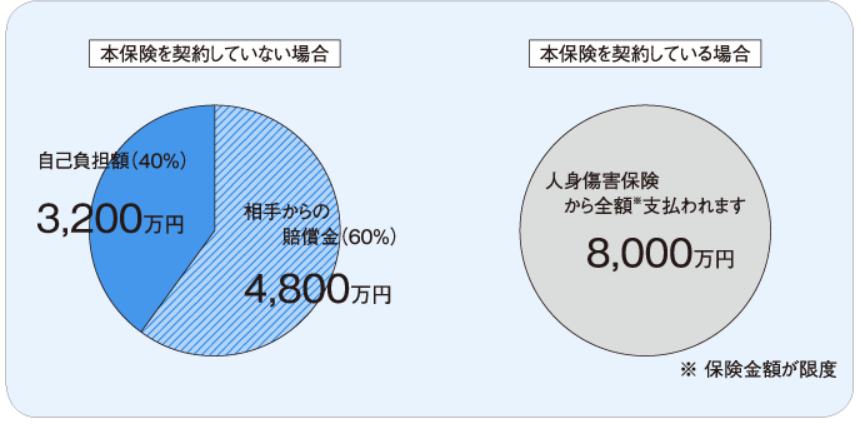 本保険を契約していない場合
自己負担額(40%)
3,200万円
相手からの
賠償金(60%)
4,800万円
本保険を契約している場合
人身傷害保険
から全額※支払われます
8,000万円
※ 保険金額が限度